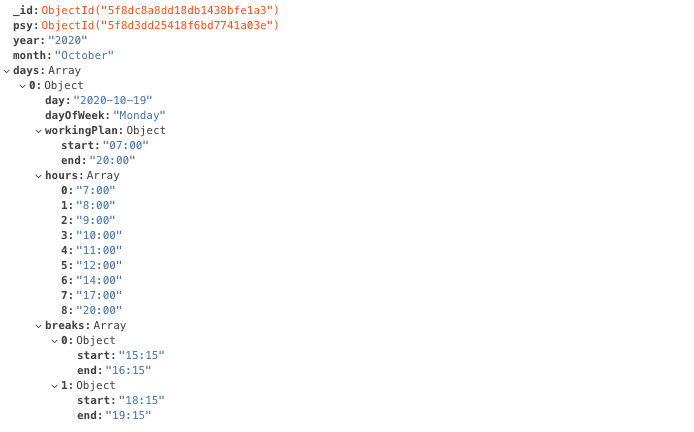 _id: ObjectId("5f8dc8a8dd18db1438bfe1a3")
psy: ObjectId("5f8d3dd25418f6bd7741a03e")
year: "2020"
month: "October"
days: Array
0: Object
day: "2020-10-19"
dayOfWeek: "Monday"
workingPlan: Object
start: "07:00"
end: "20:00"
hours: Array
0: "7:00"
1: "8:00"
2: "9:00"
3: "10:00"
4: "11:00"
5: "12:00"
6: "14:00"
7: "17:00"
8: "20:00"
breaks: Array
0: Object
start: "15:15"
end: "16:15"
1: Object
start: "18:15"
end: "19:15"